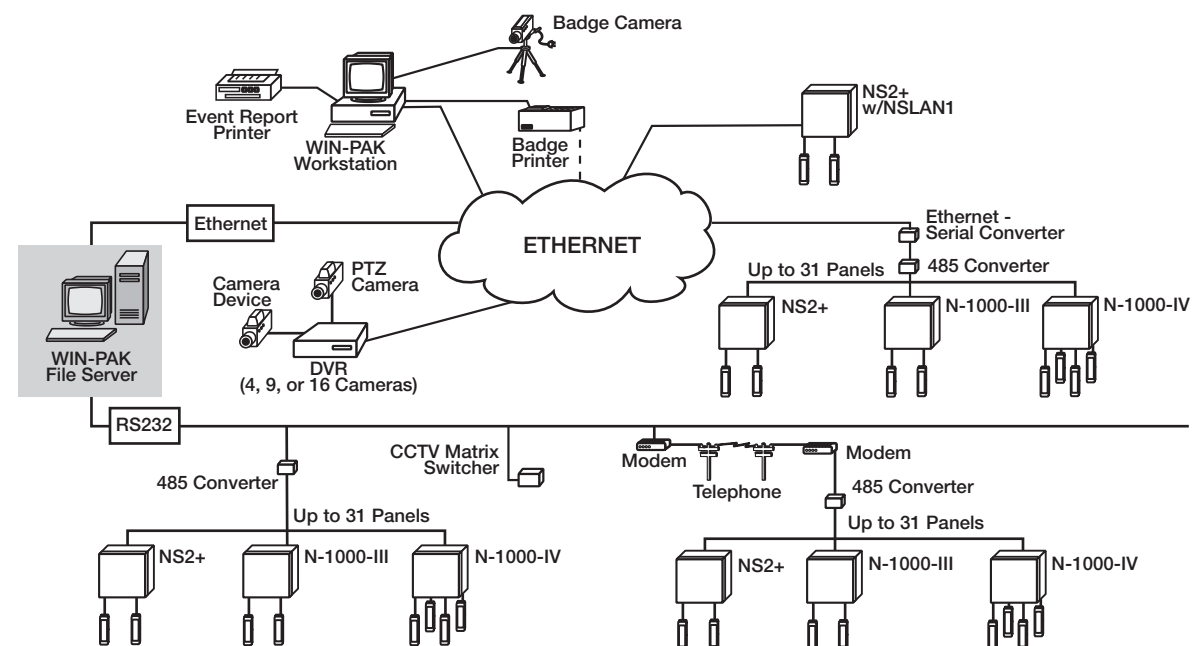 Badge Camera
Event Report
Printer
WIN-PAK
Workstation
Badge
Printer
NS2+
w/NSLAN1
Ethernet
ETHERNET
Ethernet -
Serial Converter
Up to 31 Panels
485 Converter
NS2+
N-1000-III
N-1000-IV
Camera
Device
PTZ
Camera
DVR
(4, 9, or 16 Cameras)
WIN-PAK
File Server
RS232
485 Converter
CCTV Matrix
Switcher
Modem
Telephone
Modem
485 Converter
Up to 31 Panels
NS2+
N-1000-III
N-1000-IV
Up to 31 Panels
NS2+
N-1000-III
N-1000-IV